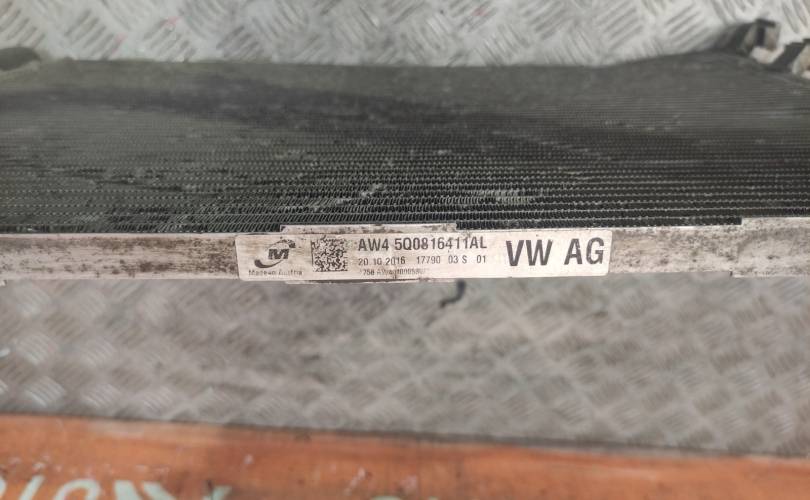 M
Made in Austria
AW4 5Q0816411AL
20.10.2016 17790 03 S 01
VW AG